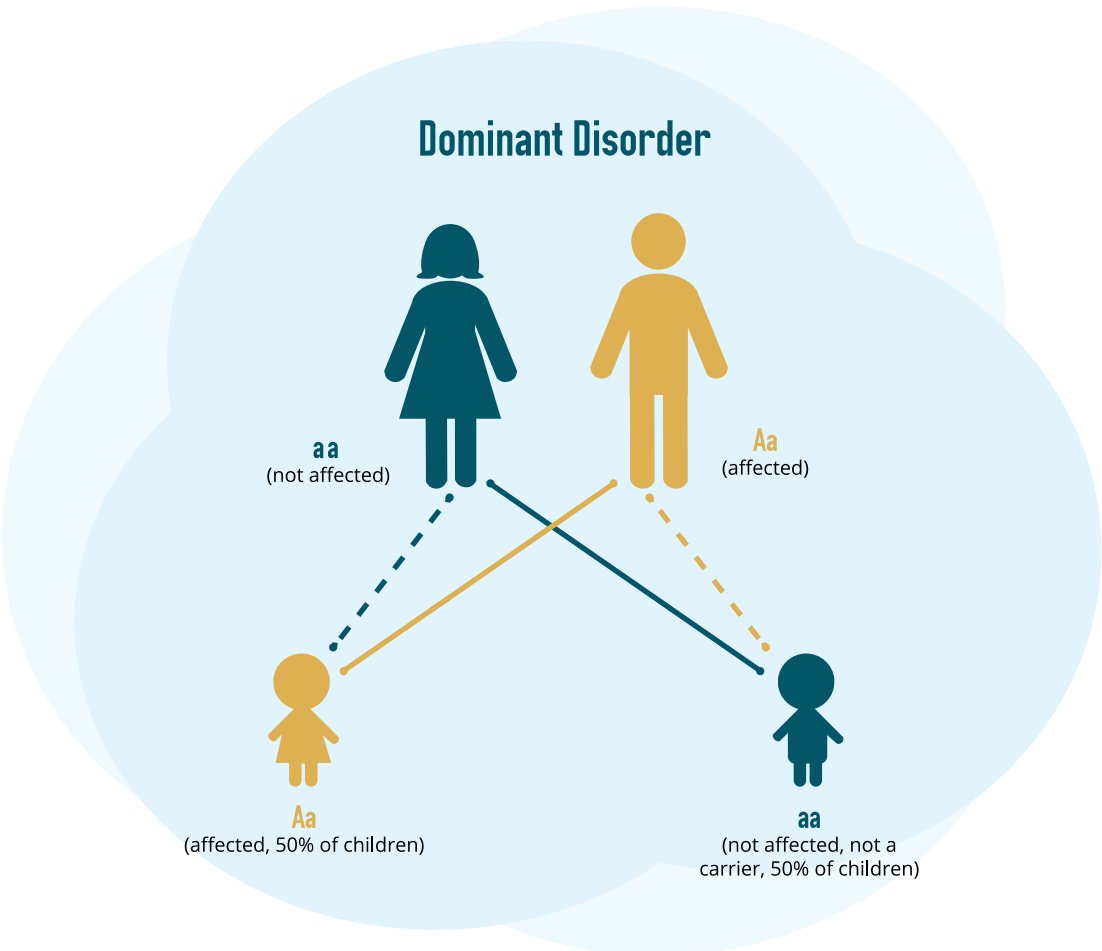 Dominant Disorder
aa
(not affected)
Aa
(affected)
Aa
(affected, 50% of children)
aa
(not affected, not a
carrier, 50% of children)